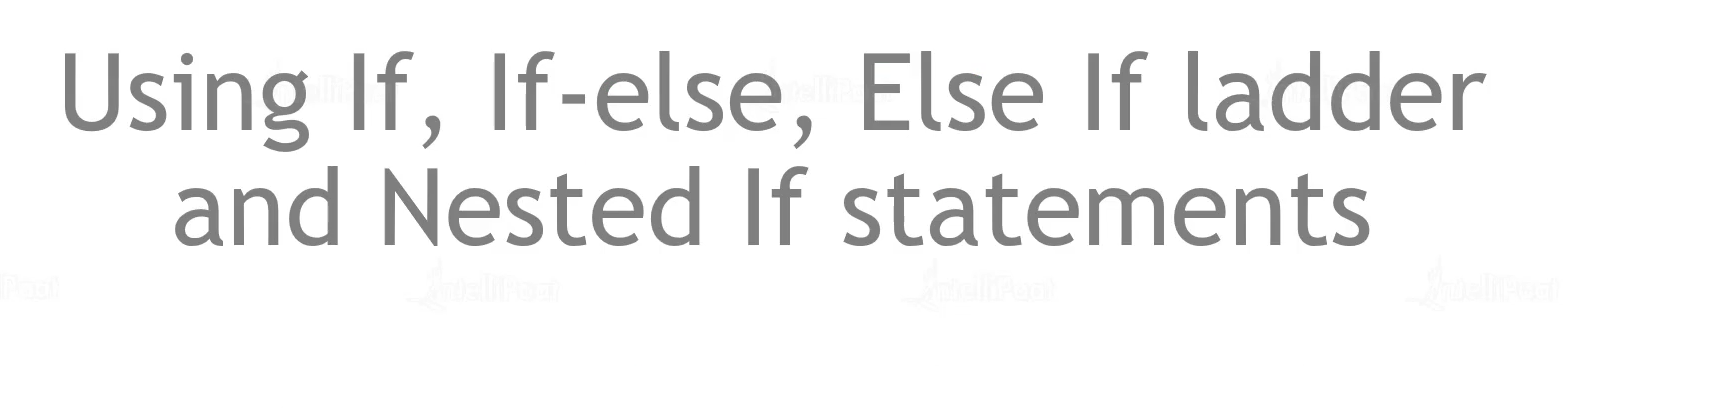 Using If, If-else, Else If ladder
and Nested If statements